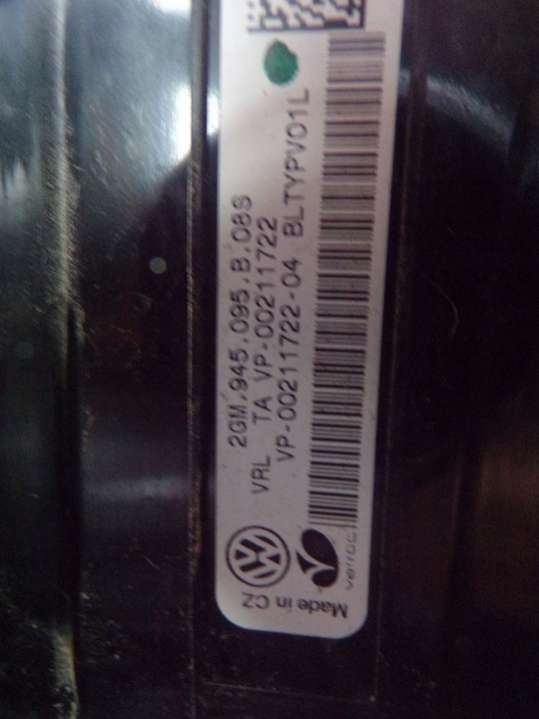 2GM.945.095.B.08S
VRL TA VP-00211722
VP-00211722-04 BLTYPV01L
Made in CZ